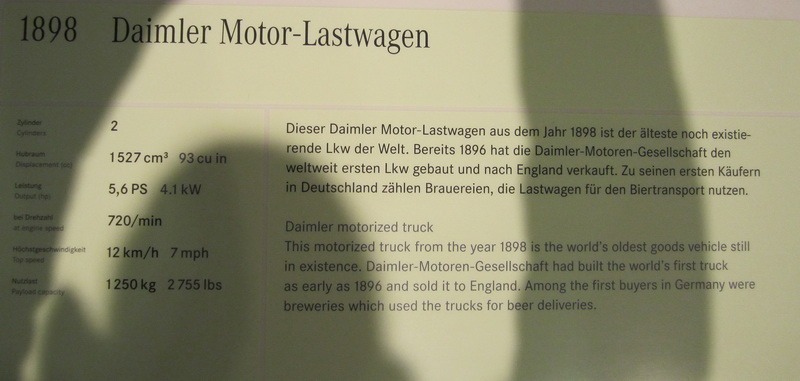 1898 Daimler Motor-Lastwagen
Zylinder
Cylinders
2
Hubraum
Displacement (cc)
1527 cm³ 93 cu in
Leistung
Output (hp)
5,6 PS 4.1 kW
bei Drehzahl
at engine speed
720/min
Höchstgeschwindigkeit
Top speed
12 km/h 7 mph
Nutzlast
Payload capacity
1250 kg 2755 lbs
Dieser Daimler Motor-Lastwagen aus dem Jahr 1898 ist der älteste noch existie-
rende Lkw der Welt. Bereits 1896 hat die Daimler-Motoren-Gesellschaft den
weltweit ersten Lkw gebaut und nach England verkauft. Zu seinen ersten Käufern
in Deutschland zählen Brauereien, die Lastwagen für den Biertransport nutzen.
Daimler motorized truck
This motorized truck from the year 1898 is the world's oldest goods vehicle still
in existence. Daimler-Motoren-Gesellschaft had built the world's first truck
as early as 1896 and sold it to England. Among the first buyers in Germany were
breweries which used the trucks for beer deliveries.